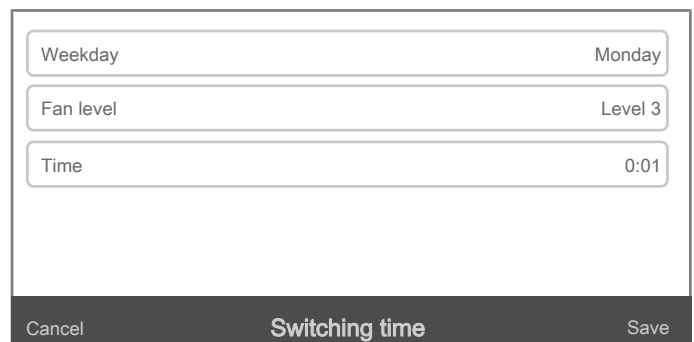 Weekday Monday
Fan level Level 3
Time 0:01
Cancel Switching time Save